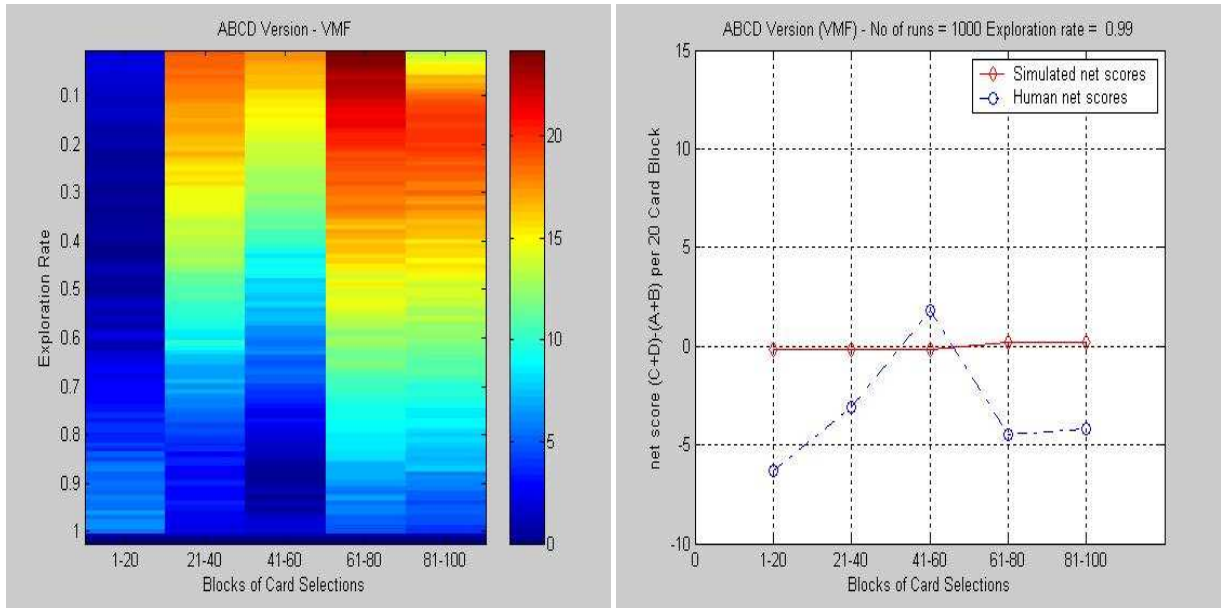 ABCD Version - VMF
0.1
0.2
0.3
0.4
0.5
0.6
0.7
0.8
0.9
1
Exploration Rate
1-20 21-40 41-60 61-80 81-100
Blocks of Card Selections
20
15
10
5
0
ABCD Version (VMF) - No of runs = 1000 Exploration rate = 0.99
Simulated net scores
Human net scores
15
10
5
0
-5
-10
net score (C+D)-(A+B) per 20 Card Block
0 1-20 21-40 41-60 61-80 81-100
Blocks of Card Selections